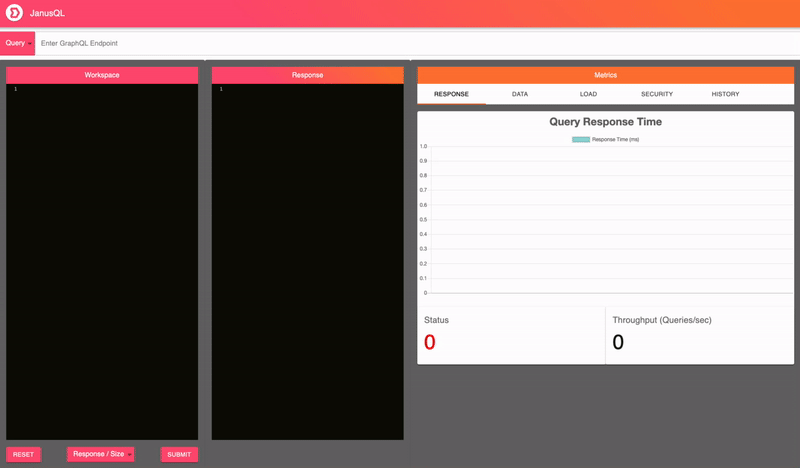 JanusQL
Query
Enter GraphQL Endpoint
Workspace
Response
Metrics
1
1
RESPONSE
DATA
LOAD
SECURITY
HISTORY
Query Response Time
Response Time (ms)
1.0
0.9
0.8
0.7
0.6
0.5
0.4
0.3
0.2
0.1
0
Status
Throughput (Queries/sec)
0
0
RESET
Response / Size
SUBMIT